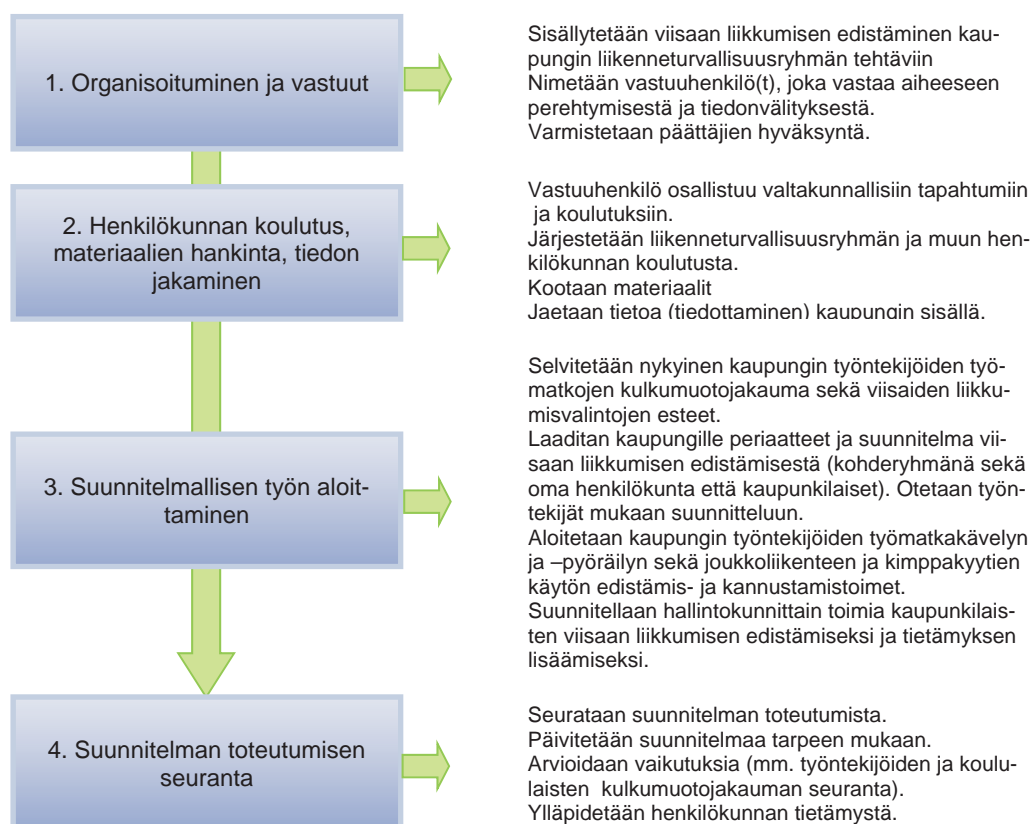 1. Organisoituminen ja vastuut
Sisällytetään viisaan liikkumisen edistäminen kau-
pungin liikenneturvallisuusryhmän tehtäviin
Nimetään vastuuhenkilö(t), joka vastaa aiheeseen
perehtymisestä ja tiedonvälityksestä.
Varmistetaan päättäjien hyväksyntä.
2. Henkilökunnan koulutus,
materiaalien hankinta, tiedon
jakaminen
Vastuuhenkilö osallistuu valtakunnallisiin tapahtumiin
ja koulutuksiin.
Järjestetään liikenneturvallisuusryhmän ja muun hen-
kilökunnan koulutusta.
Kootaan materiaalit
Jaetaan tietoa (tiedottaminen) kaupungin sisällä.
3. Suunnitelmallisen työn aloit-
taminen
Selvitetään nykyinen kaupungin työntekijöiden työ-
matkojen kulkumuotojakauma sekä viisaiden liikku-
misvalintojen esteet.
Laaditan kaupungille periaatteet ja suunnitelma vii-
saan liikkumisen edistämisestä (kohderyhmänä sekä
oma henkilökunta että kaupunkilaiset). Otetaan työn-
tekijät mukaan suunnitteluun.
Aloitetaan kaupungin työntekijöiden työmatkakävelyn
ja –pyöräilyn sekä joukkoliikenteen ja kimppakyytien
käytön edistämis- ja kannustamistoimet.
Suunnitellaan hallintokunnittain toimia kaupunkilais-
ten viisaan liikkumisen edistämiseksi ja tietämyksen
lisäämiseksi.
4. Suunnitelman toteutumisen
seuranta
Seurataan suunnitelman toteutumista.
Päivitetään suunnitelmaa tarpeen mukaan.
Arvioidaan vaikutuksia (mm. työntekijöiden ja koulu-
laisten kulkumuotojakauman seuranta).
Ylläpidetään henkilökunnan tietämystä.